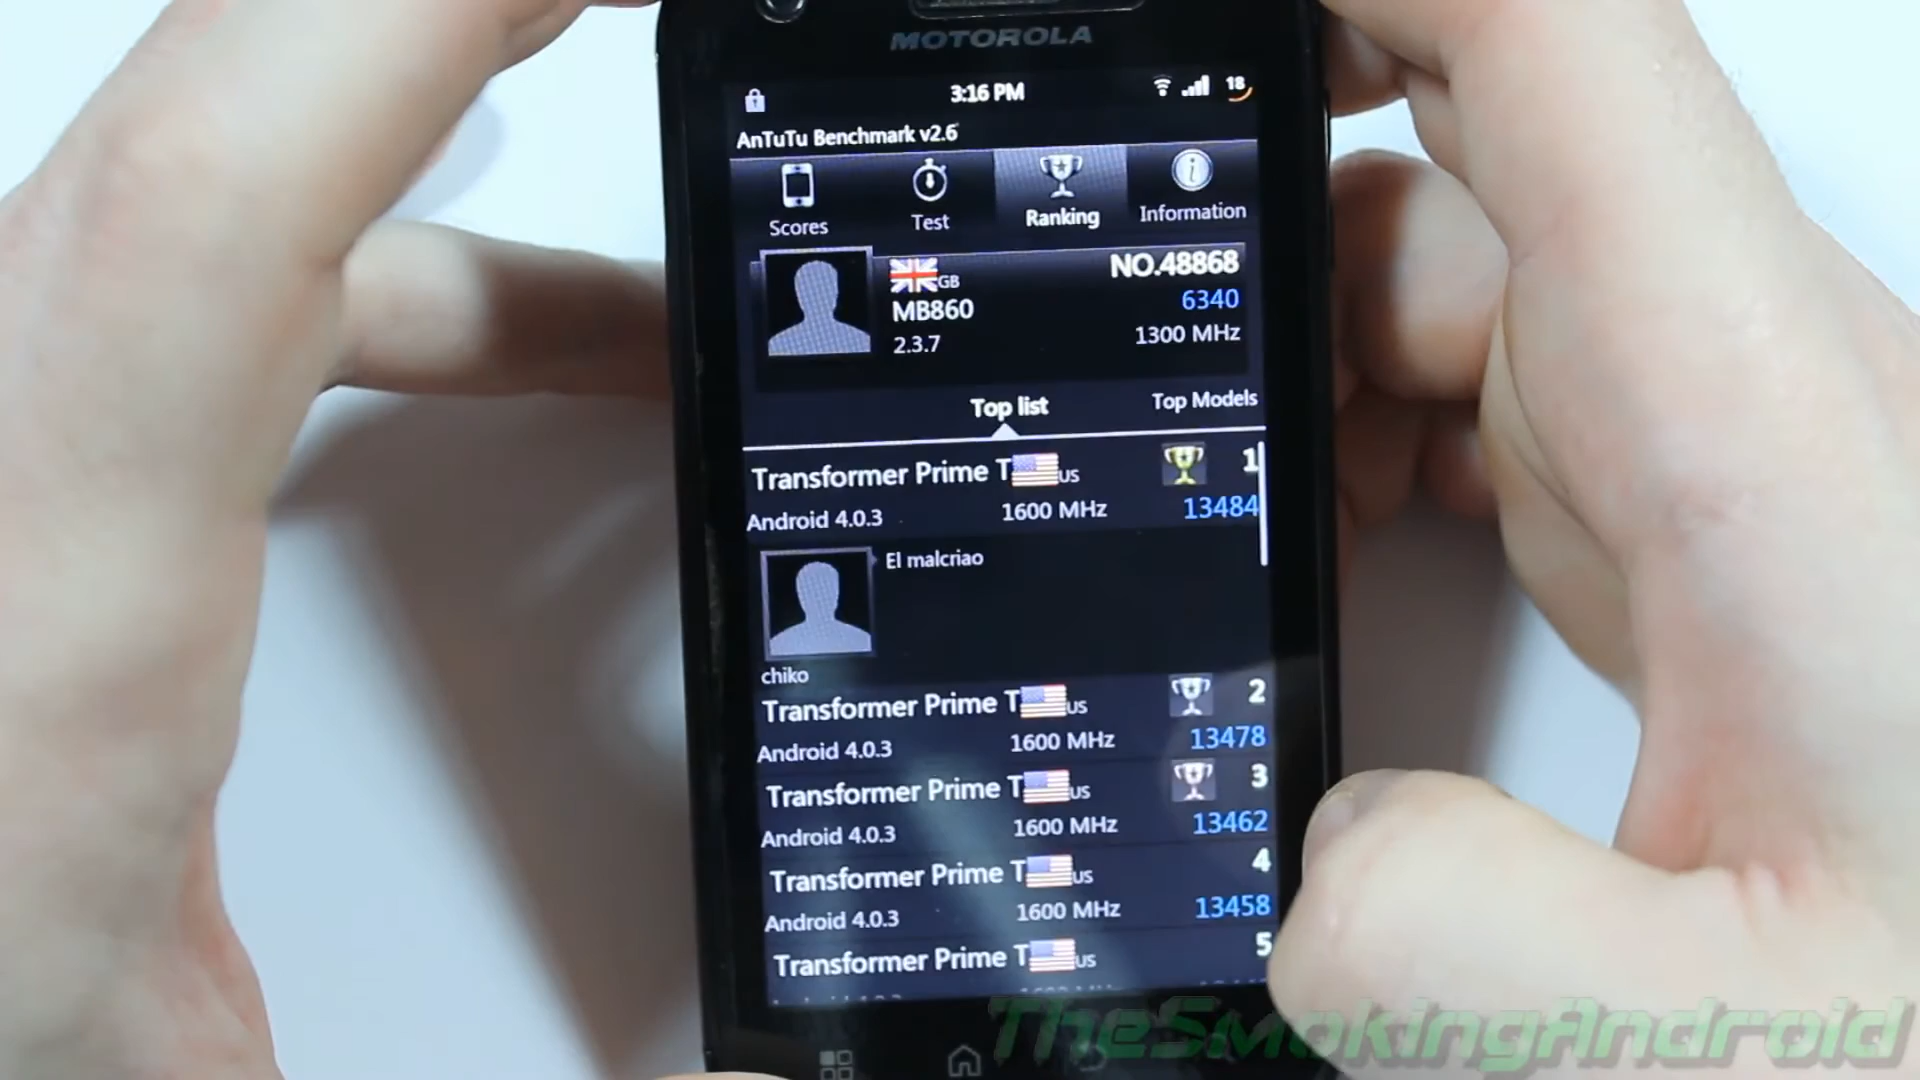 MOTOROLA
3:16 PM
18
AnTuTu Benchmark v2.6
Scores
Test
Ranking
Information
GB
NO.48868
MB860
6340
2.3.7
1300 MHz
Top list
Top Models
Transformer Prime T
US
1
Android 4.0.3
1600 MHz
13484
El malcriao
chiko
Transformer Prime T
US
2
Android 4.0.3
1600 MHz
13478
Transformer Prime T
US
3
Android 4.0.3
1600 MHz
13462
Transformer Prime T
US
4
Android 4.0.3
1600 MHz
13458
Transformer Prime T
US
5
TheSmokingAndroid